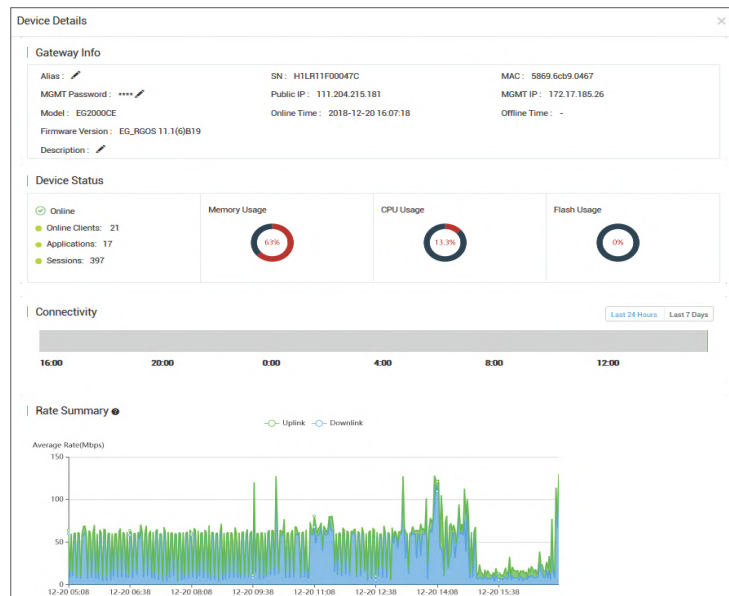 Device Details
Gateway Info
Alias :
SN : H1LR11F00047C
MAC : 5869.6cb9.0467
MGMT Password : ****
Public IP : 111.204.215.181
MGMT IP : 172.17.185.26
Model : EG2000CE
Online Time : 2018-12-20 16:07:18
Offline Time : -
Firmware Version : EG_RGOS 11.1(6)B19
Description :
Device Status
Online
Online Clients: 21
Applications: 17
Sessions: 397
Memory Usage
63%
CPU Usage
13.3%
Flash Usage
0%
Connectivity
Last 24 Hours Last 7 Days
16:00 20:00 0:00 4:00 8:00 12:00
Rate Summary
Uplink Downlink
Average Rate(Mbps)
150
100
50
0
12-20 05:08 12-20 06:38 12-20 08:08 12-20 09:38 12-20 11:08 12-20 12:38 12-20 14:08 12-20 15:38